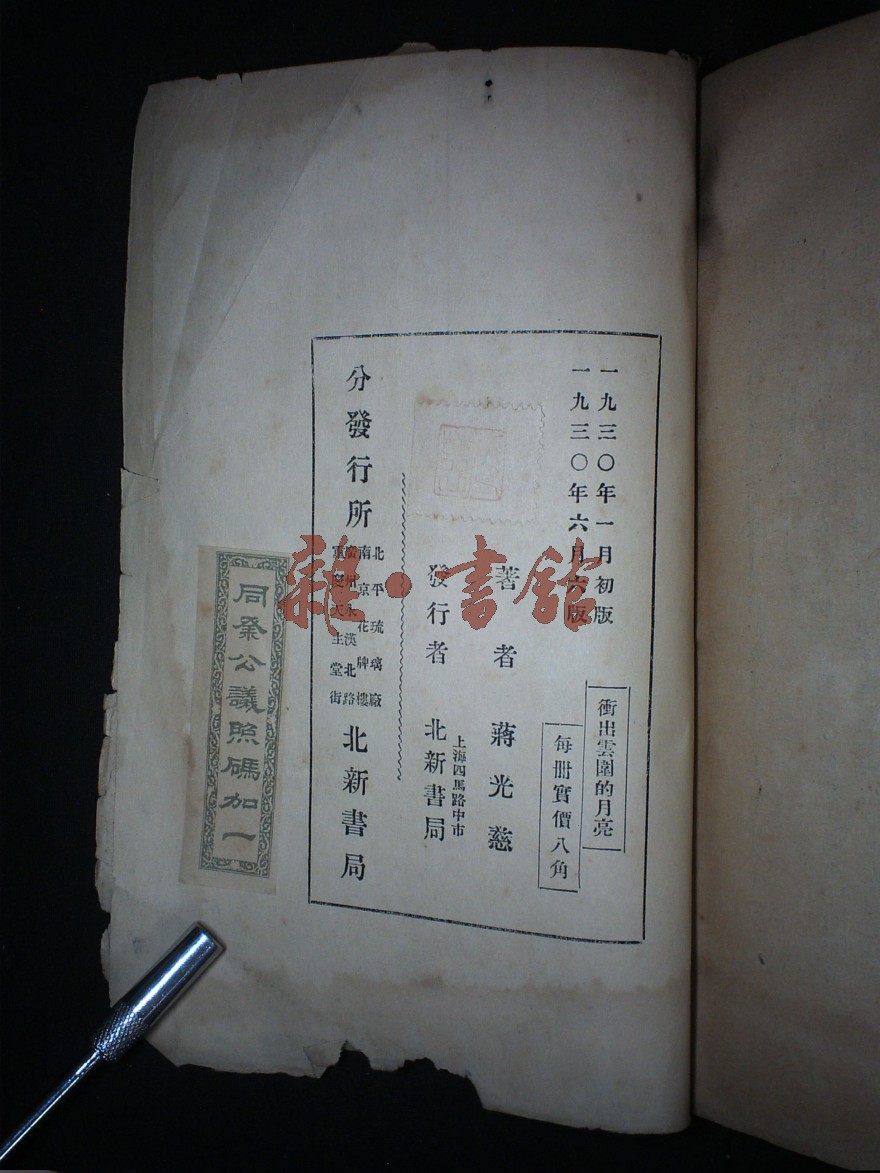 一九三〇年一月初版
一九三〇年六月六版
衝出雲圍的月亮
每冊實價八角
著者 蔣光慈
發行者 上海四馬路中市 北新書局
分發行所
北平琉璃廠
南京花牌樓
廣州永漢北路
重慶天主堂街
北新書局
同業公議照碼加一
雜·書館